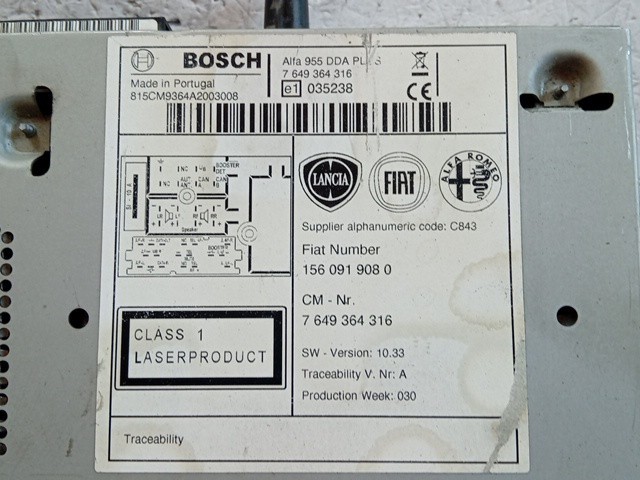 BOSCH
Alfa 955 DDA PLUS
Made in Portugal
7 649 364 316
815CM9364A2003008
e1 035238
CE
LANCIA
FIAT
ALFA ROMEO
Supplier alphanumeric code: C843
Fiat Number
156 091 908 0
CM - Nr.
7 649 364 316
CLASS 1
LASERPRODUCT
SW - Version: 10.33
Traceability V. Nr: A
Production Week: 030
Traceability